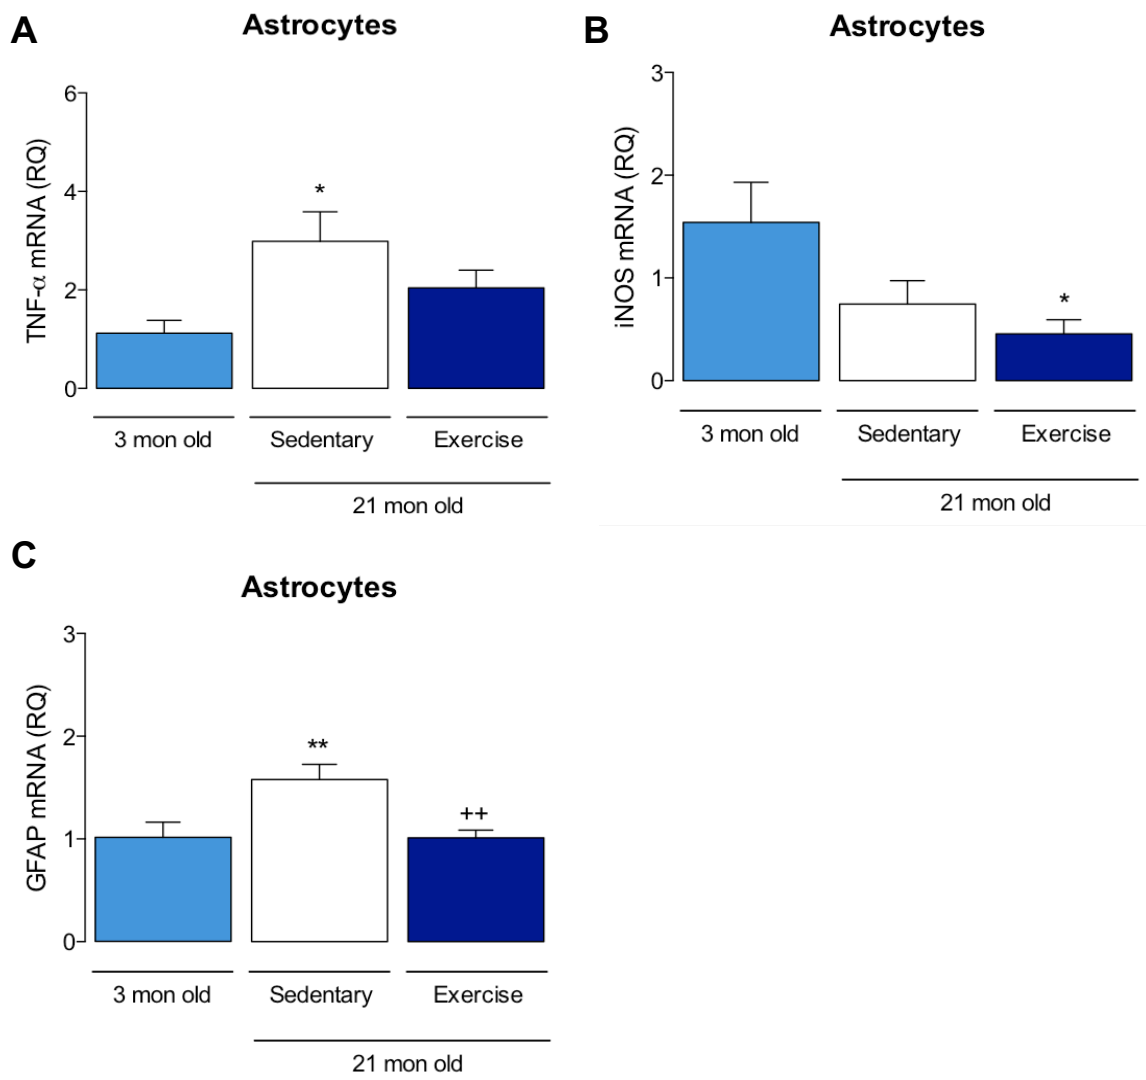 A
Astrocytes
TNF-α mRNA (RQ)
6
4
2
0
*
3 mon old
Sedentary
Exercise
21 mon old
B
Astrocytes
iNOS mRNA (RQ)
3
2
1
0
*
3 mon old
Sedentary
Exercise
21 mon old
C
Astrocytes
GFAP mRNA (RQ)
3
2
1
0
**
++
3 mon old
Sedentary
Exercise
21 mon old